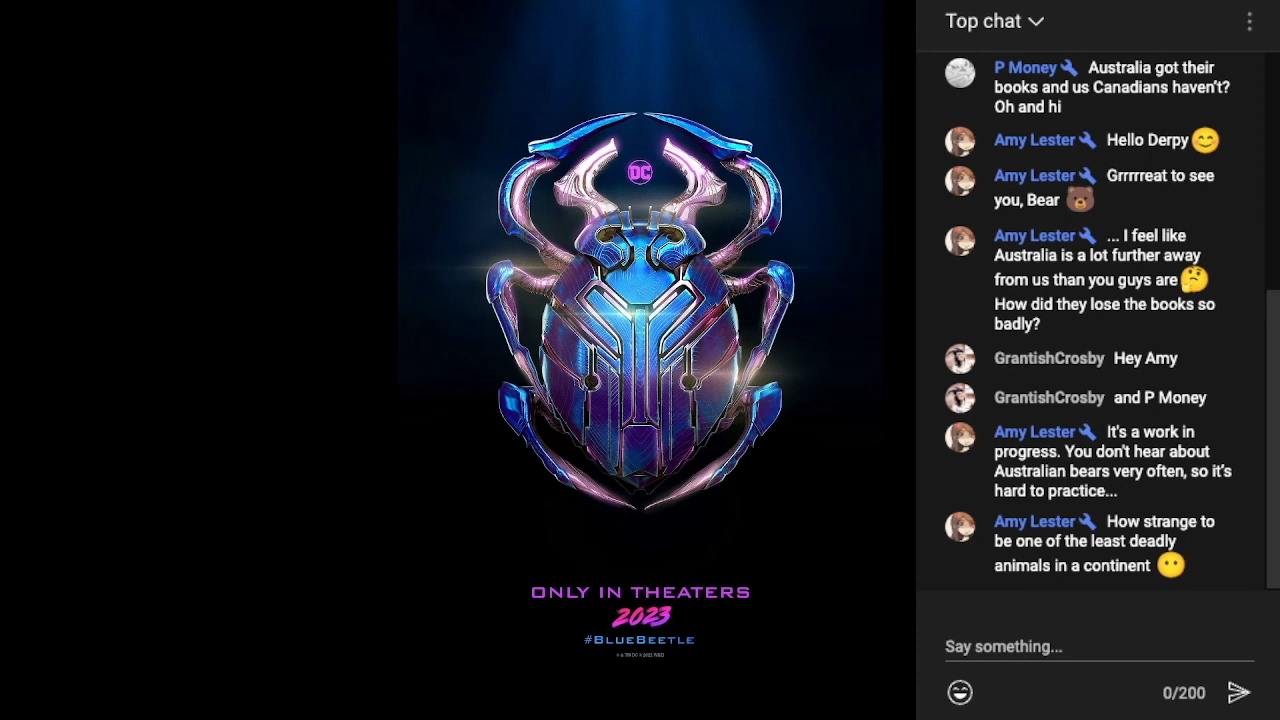 DC
ONLY IN THEATERS
2023
#BLUEBEETLE
Top chat
P Money Australia got their
books and us Canadians haven't?
Oh and hi
Amy Lester Hello Derpy😊
Amy Lester Grrrrreat to see
you, Bear 🐻
Amy Lester ... I feel like
Australia is a lot further away
from us than you guys are🤔
How did they lose the books so
badly?
GrantishCrosby Hey Amy
GrantishCrosby and P Money
Amy Lester It's a work in
progress. You don't hear about
Australian bears very often, so it's
hard to practice...
Amy Lester How strange to
be one of the least deadly
animals in a continent 😶
Say something...
0/200